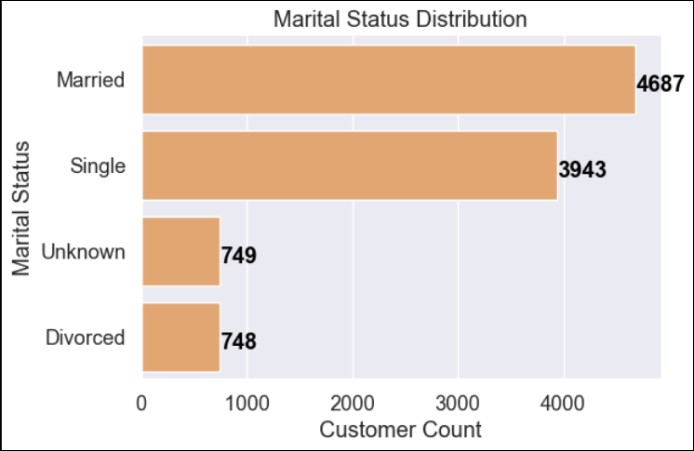 Marital Status Distribution
Marital Status
Married
4687
Single
3943
Unknown
749
Divorced
748
0 1000 2000 3000 4000
Customer Count